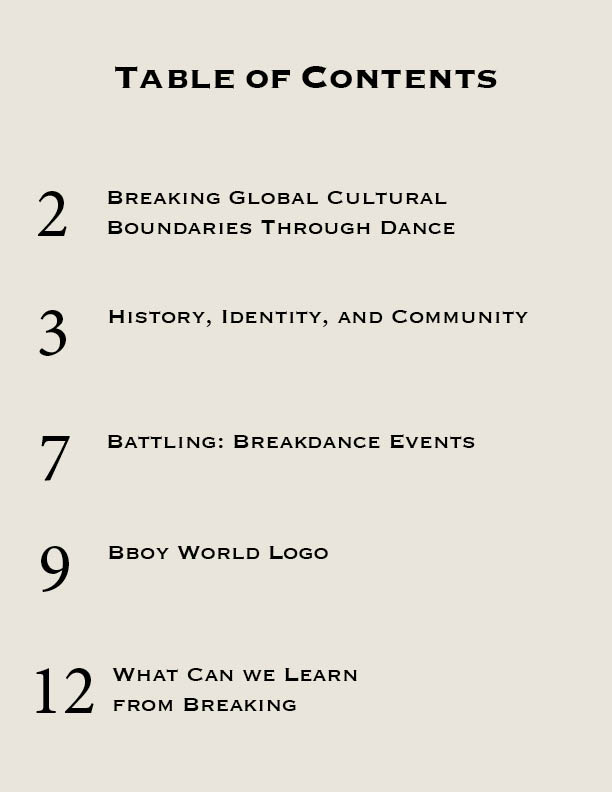 Table of Contents
2 Breaking Global Cultural
Boundaries Through Dance
3 History, Identity, and Community
7 Battling: Breakdance Events
9 Bboy World Logo
12 What Can we Learn
from Breaking